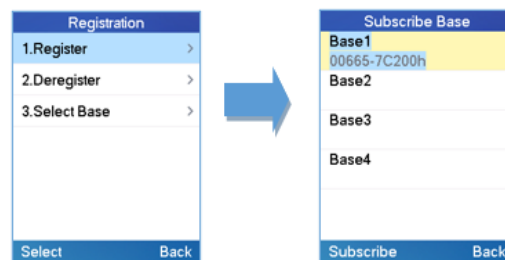 Registration
1.Register
2.Deregister
3.Select Base
Select Back
Subscribe Base
Base1
00665-7C200h
Base2
Base3
Base4
Subscribe Back